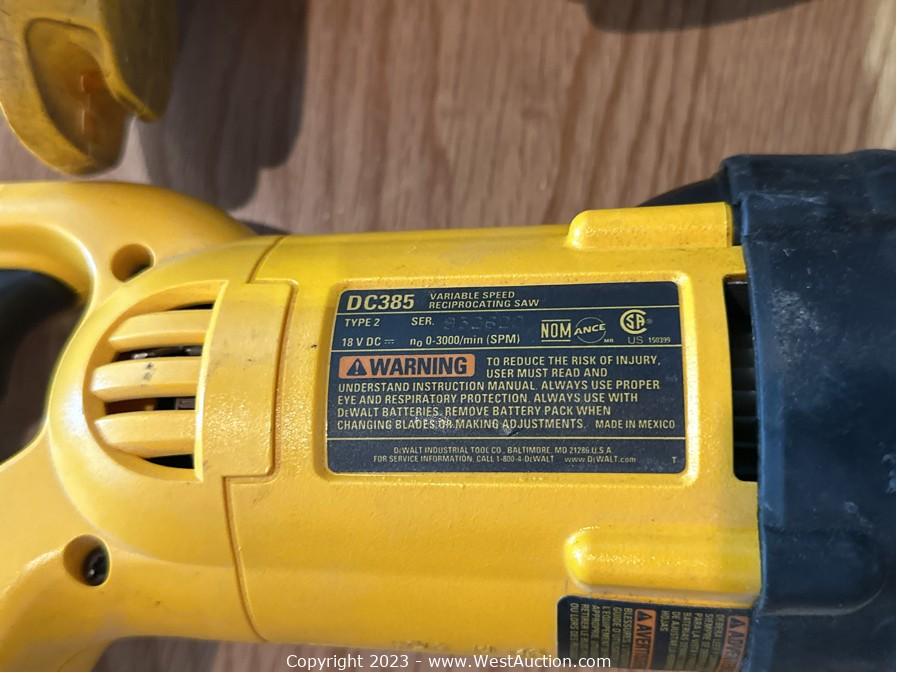 DC385 VARIABLE SPEED
RECIPROCATING SAW
TYPE 2 SER.
18 V DC n0 0-3000/min (SPM)
NOM ANCE MR
SA US 150399
WARNING TO REDUCE THE RISK OF INJURY,
USER MUST READ AND
UNDERSTAND INSTRUCTION MANUAL. ALWAYS USE PROPER
EYE AND RESPIRATORY PROTECTION. ALWAYS USE WITH
DEWALT BATTERIES. REMOVE BATTERY PACK WHEN
CHANGING BLADES OR MAKING ADJUSTMENTS. MADE IN MEXICO
DEWALT INDUSTRIAL TOOL CO., BALTIMORE, MD 21286 U.S.A.
FOR SERVICE INFORMATION, CALL 1-800-4-DEWALT www.DEWALT.com T
Copyright 2023 - www.WestAuction.com